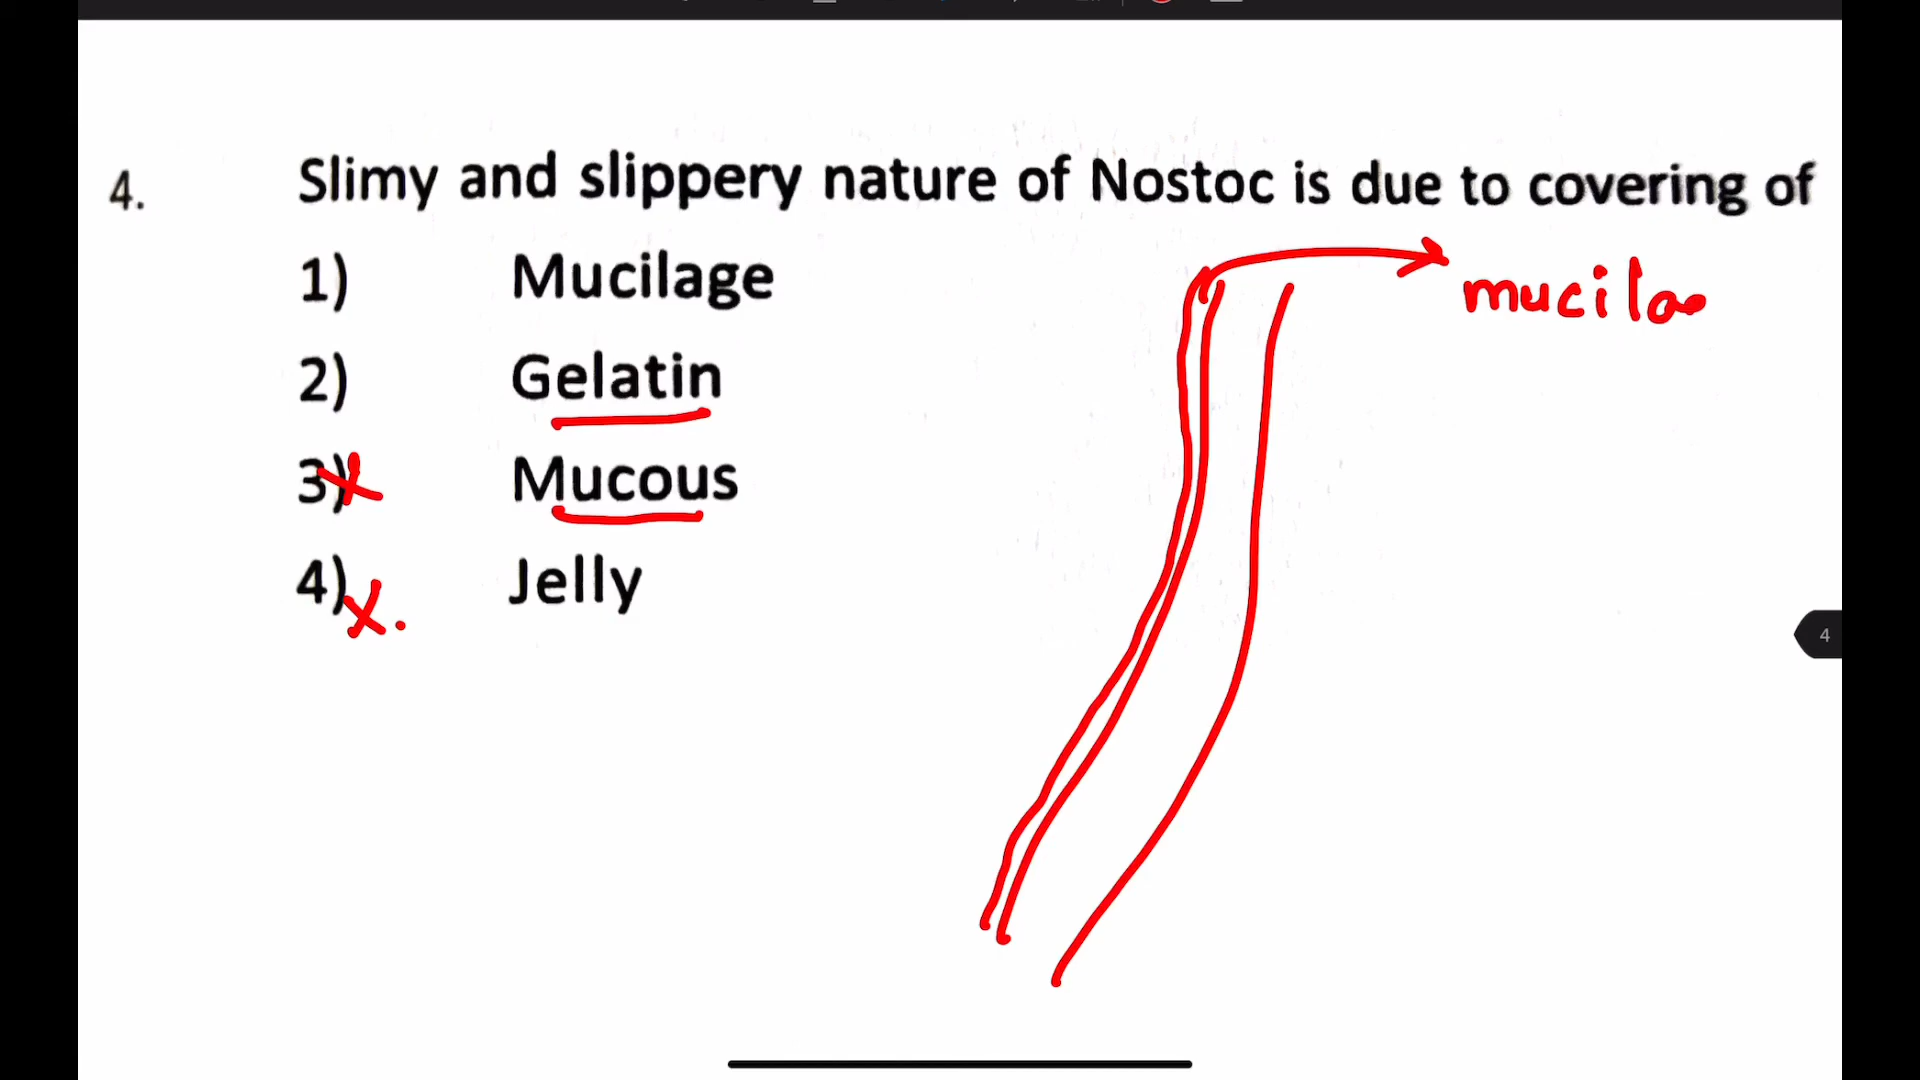 4. Slimy and slippery nature of Nostoc is due to covering of
1) Mucilage
mucila
2) Gelatin
3) Mucous
4) Jelly
4